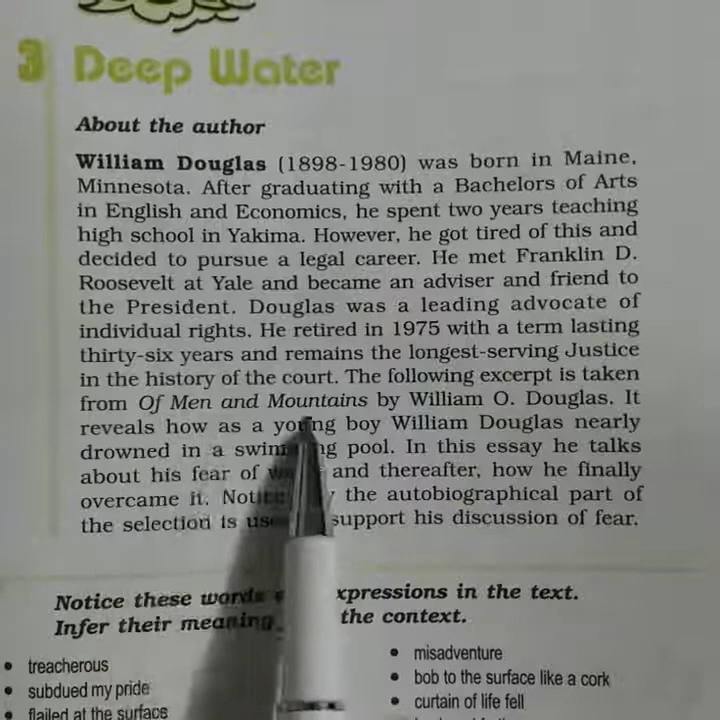 3 Deep Water
About the author
William Douglas (1898-1980) was born in Maine,
Minnesota. After graduating with a Bachelors of Arts
in English and Economics, he spent two years teaching
high school in Yakima. However, he got tired of this and
decided to pursue a legal career. He met Franklin D.
Roosevelt at Yale and became an adviser and friend to
the President. Douglas was a leading advocate of
individual rights. He retired in 1975 with a term lasting
thirty-six years and remains the longest-serving Justice
in the history of the court. The following excerpt is taken
from Of Men and Mountains by William O. Douglas. It
reveals how as a young boy William Douglas nearly
drowned in a swimming pool. In this essay he talks
about his fear of and thereafter, how he finally
overcame it. the autobiographical part of
the selection is support his discussion of fear.
Notice these words expressions in the text.
Infer their meaning the context.
• treacherous
• subdued my pride
• flailed at the surface
• misadventure
• bob to the surface like a cork
• curtain of life fell